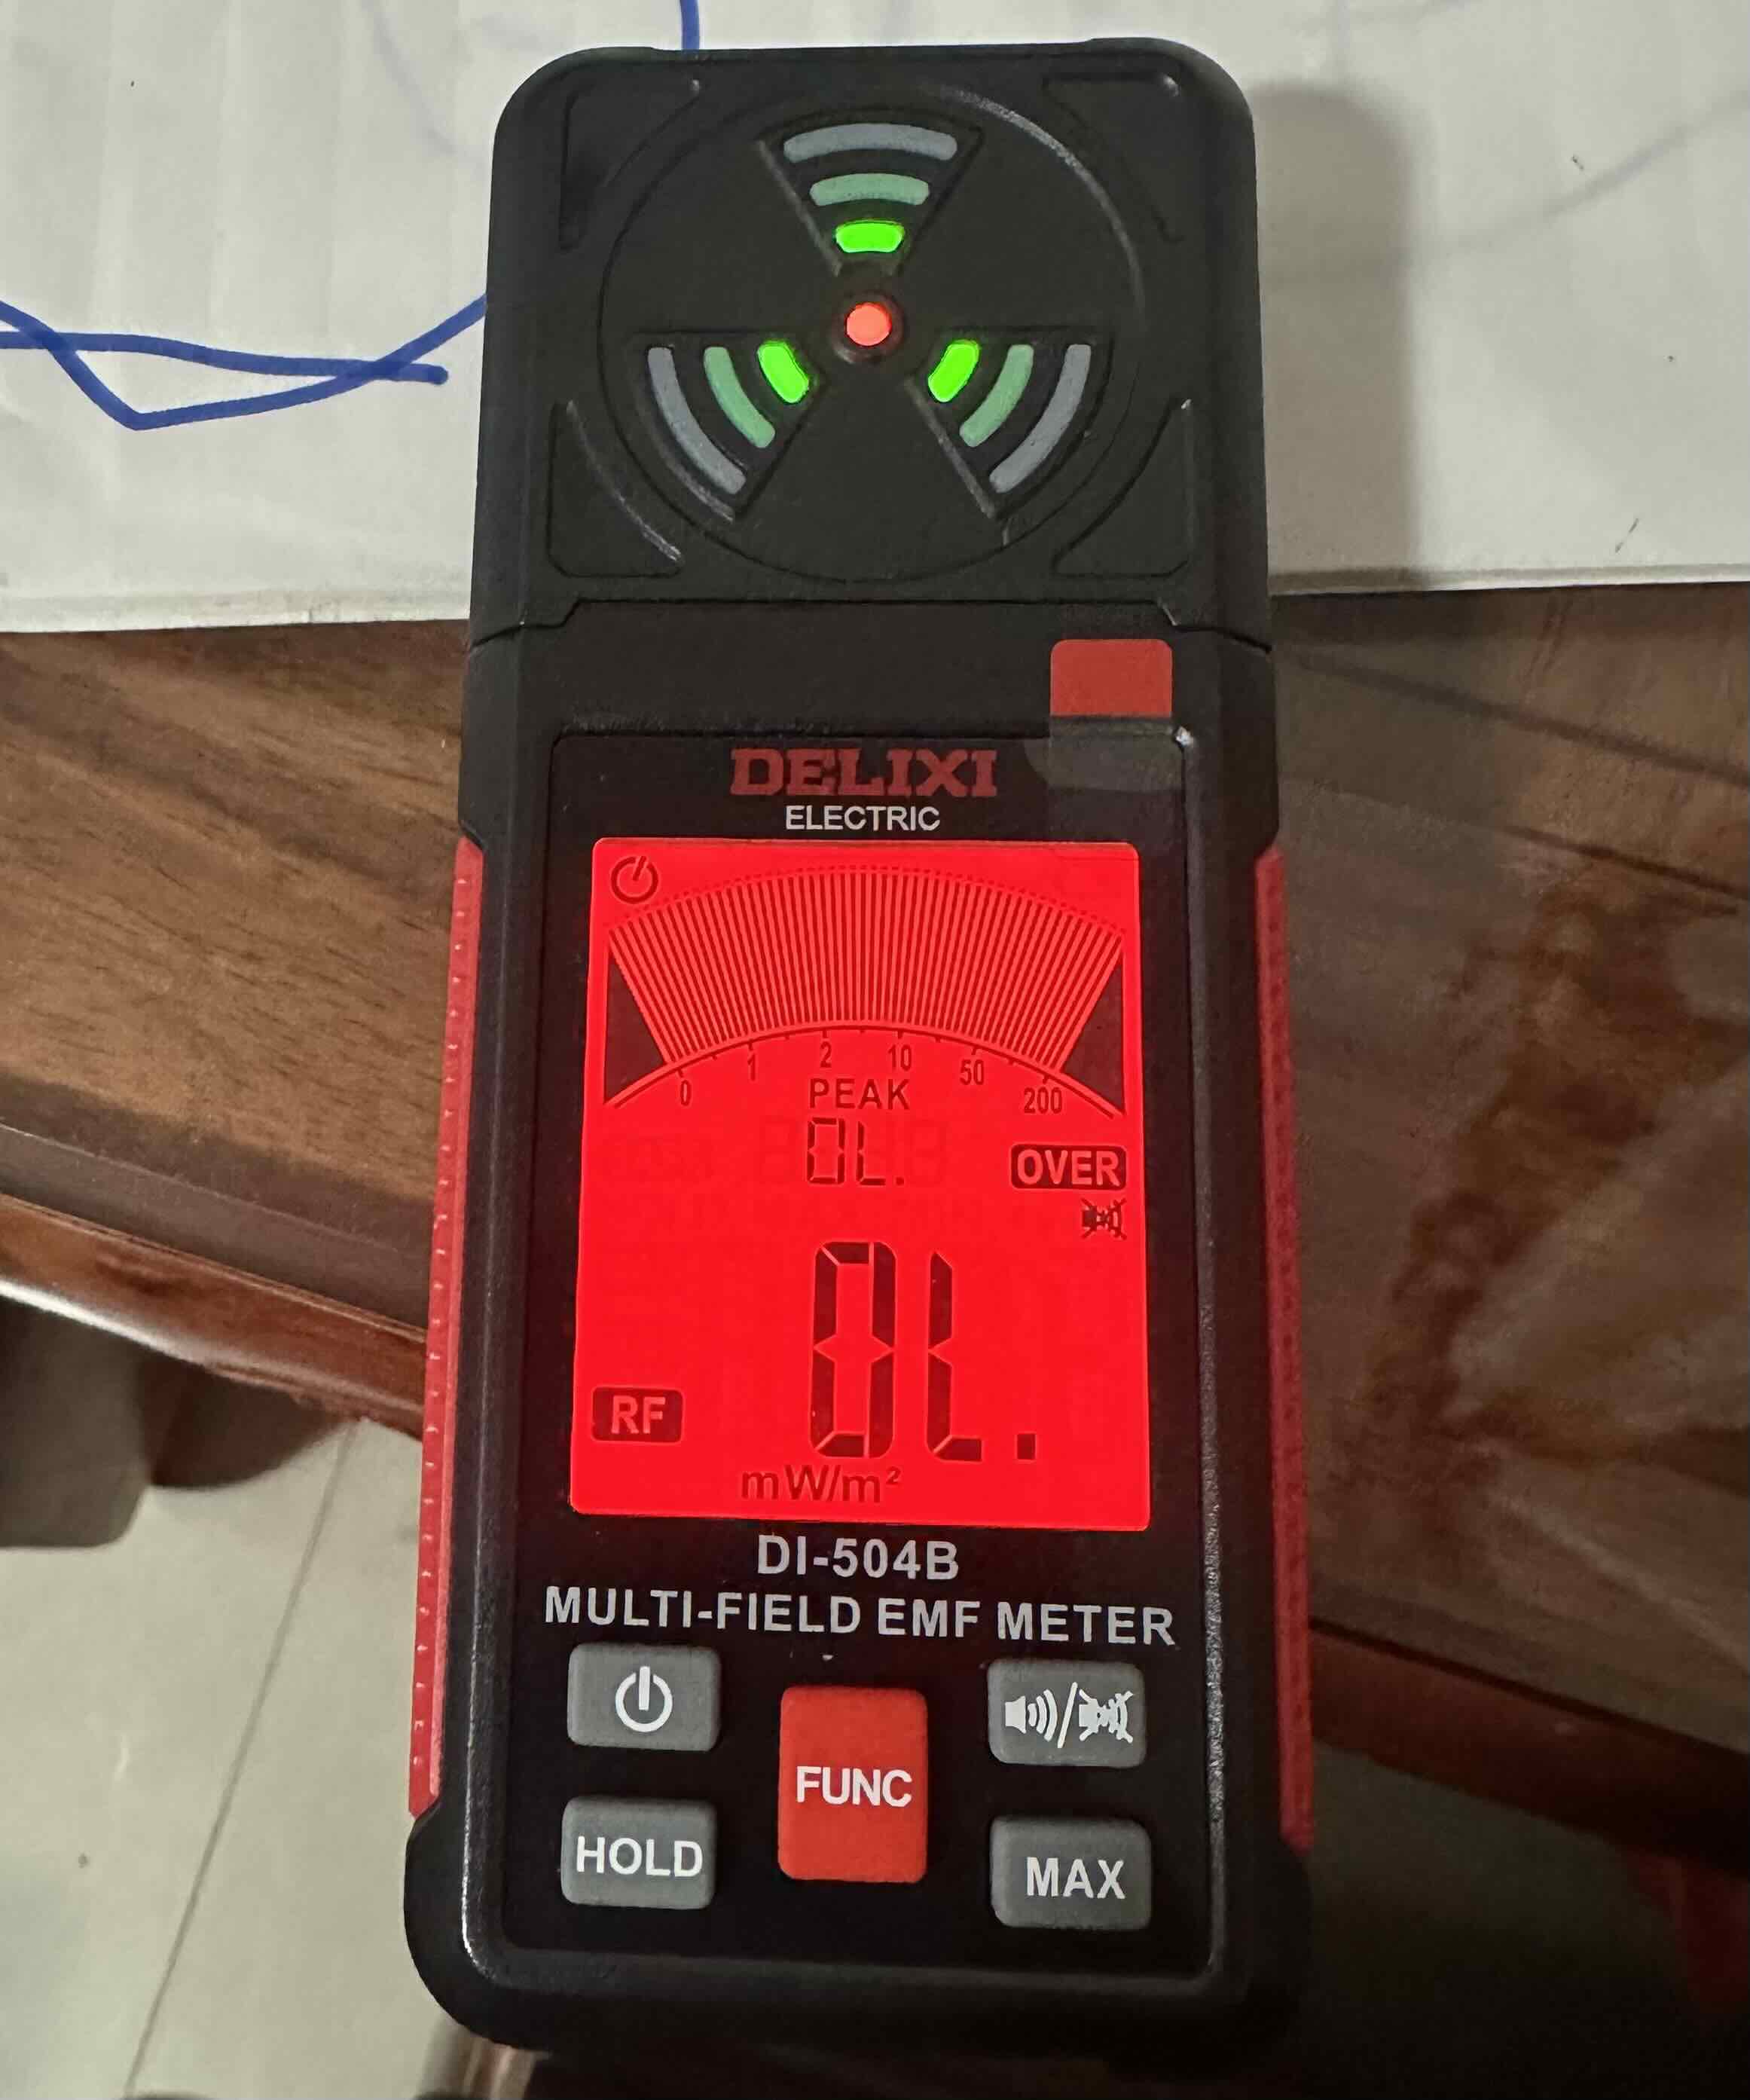 DELIXI
ELECTRIC
0 1 2 10 50 200
PEAK
OL.
OVER
OL.
RF
mW/m²
DI-504B
MULTI-FIELD EMF METER
FUNC
HOLD
MAX